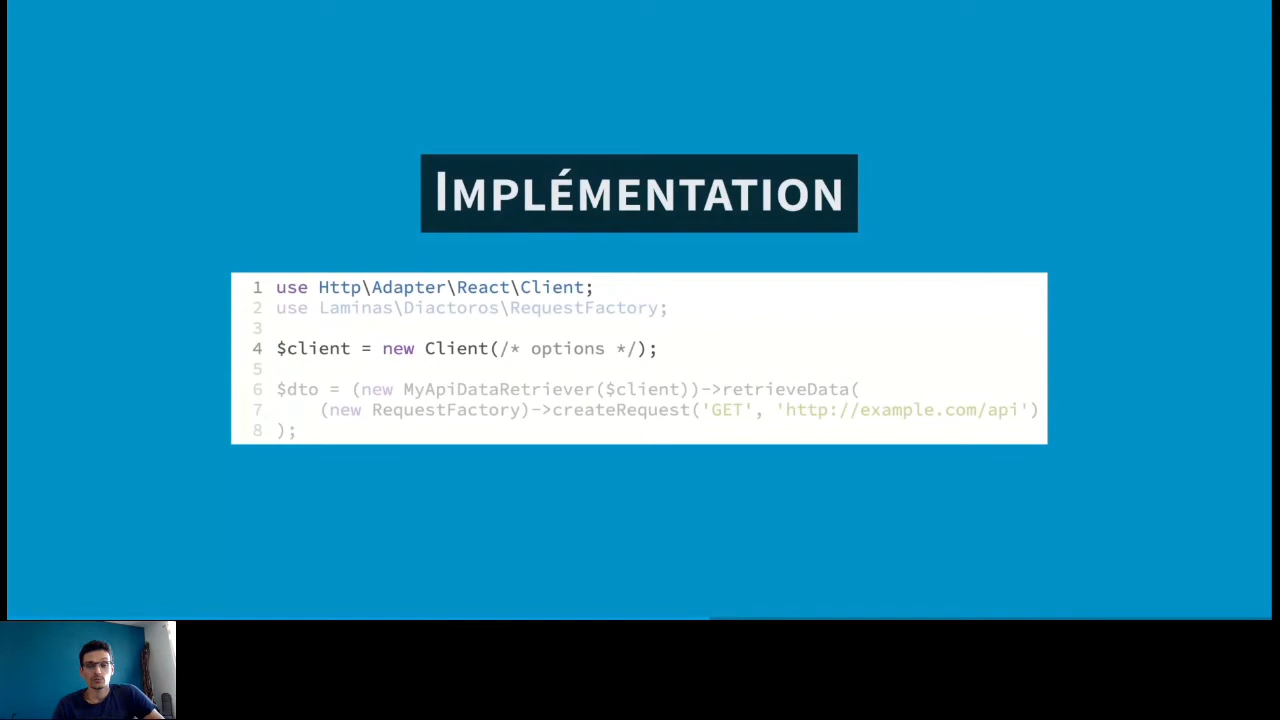 IMPLÉMENTATION
1 use Http\Adapter\React\Client;
2 use Laminas\Diactoros\RequestFactory;
3
4 $client = new Client(/* options */);
5
6 $dto = (new MyApiDataRetriever($client))->retrieveData(
7     (new RequestFactory)->createRequest('GET', 'http://example.com/api')
8 );